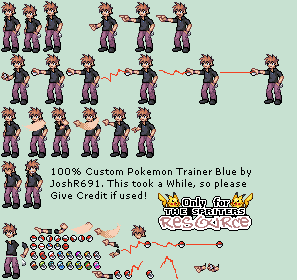 100% Custom Pokemon Trainer Blue by
JoshR691. This took a While, so please
Give Credit if used!
Only for
THE SPRITERS
RESOURCE